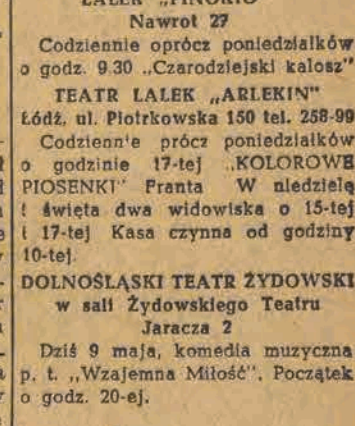 LALEK „PINOKIO"
Nawrot 27
Codziennie oprócz poniedziałków
o godz. 9.30 „Czarodziejski kalosz"
TEATR LALEK „ARLEKIN"
Łódź, ul. Piotrkowska 150 tel. 258-99
Codziennie prócz poniedziałków
o godzinie 17-tej „KOLOROWE
PIOSENKI" Franta W niedzielę
i święta dwa widowiska o 15-tej
i 17-tej Kasa czynna od godziny
10-tej.
DOLNOŚLĄSKI TEATR ŻYDOWSKI
w sali Żydowskiego Teatru
Jaracza 2
Dziś 9 maja, komedia muzyczna
p. t. „Wzajemna Miłość". Początek
o godz. 20-ej.